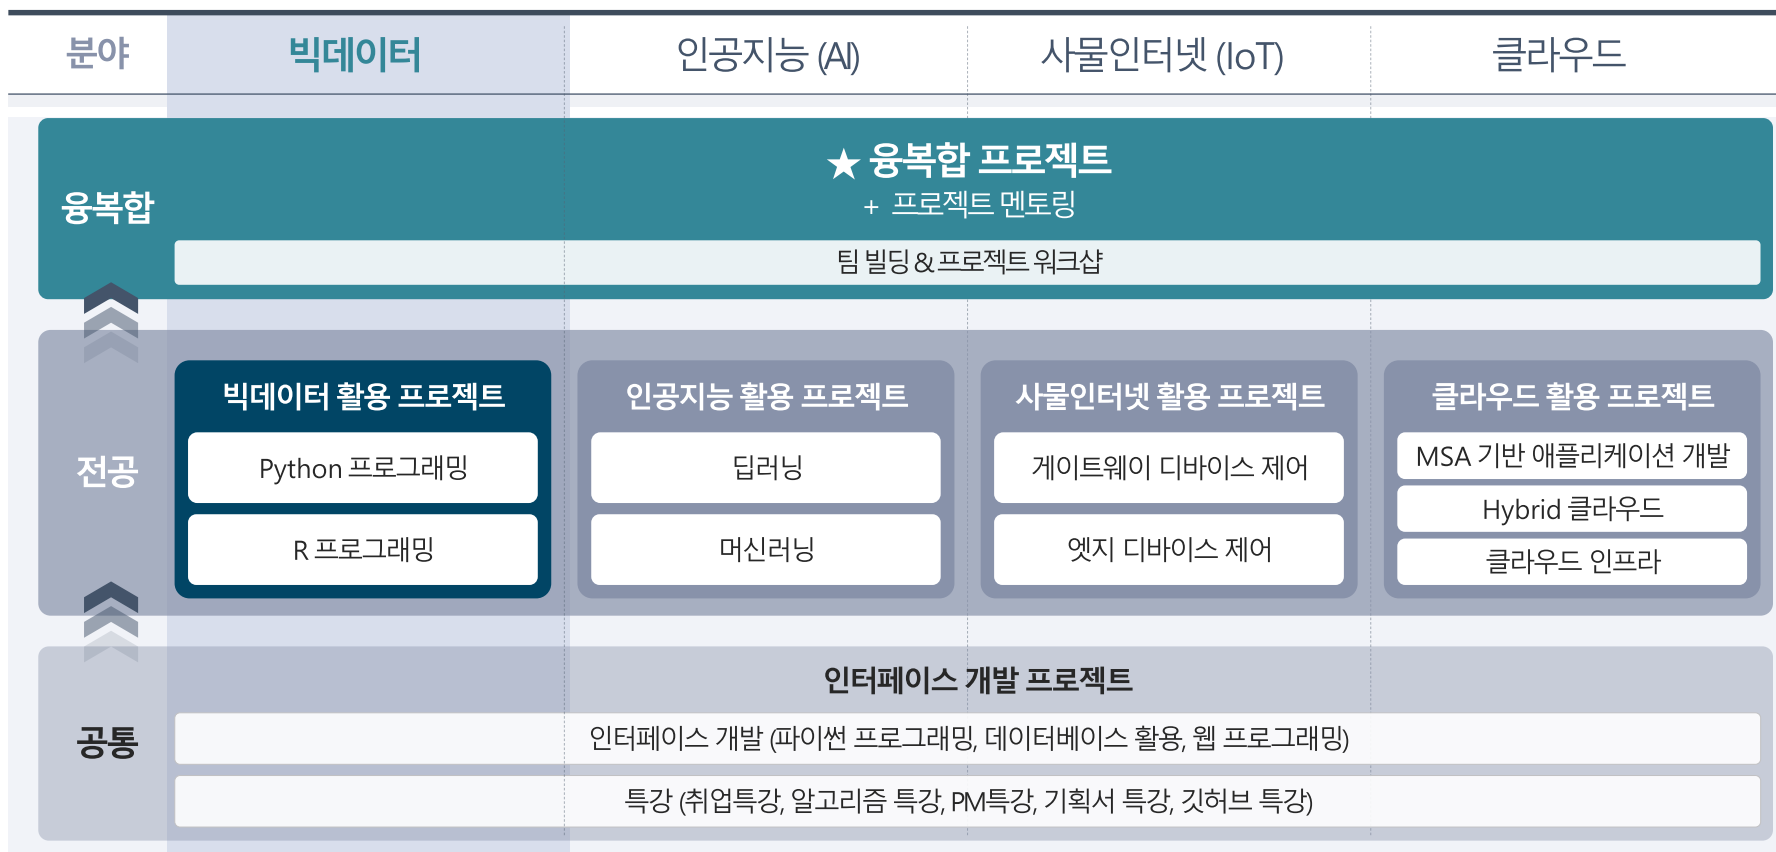 분야
빅데이터
인공지능 (AI)
사물인터넷 (IoT)
클라우드
융복합
★ 융복합 프로젝트
+ 프로젝트 멘토링
팀 빌딩 & 프로젝트 워크샵
전공
빅데이터 활용 프로젝트
Python 프로그래밍
R 프로그래밍
인공지능 활용 프로젝트
딥러닝
머신러닝
사물인터넷 활용 프로젝트
게이트웨이 디바이스 제어
엣지 디바이스 제어
클라우드 활용 프로젝트
MSA 기반 애플리케이션 개발
Hybrid 클라우드
클라우드 인프라
공통
인터페이스 개발 프로젝트
인터페이스 개발 (파이썬 프로그래밍, 데이터베이스 활용, 웹 프로그래밍)
특강 (취업특강, 알고리즘 특강, PM특강, 기획서 특강, 깃허브 특강)